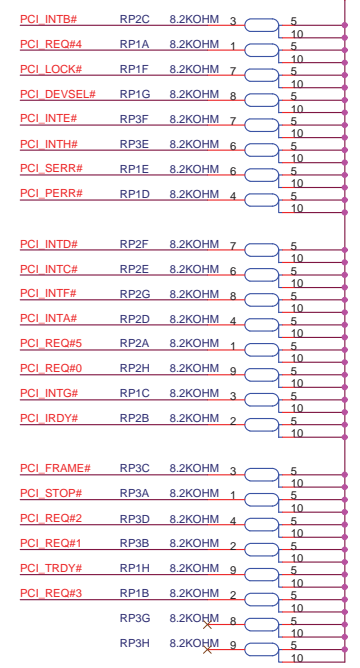 PCI_INTB# RP2C 8.2KOHM 3 5
10
PCI_REQ#4 RP1A 8.2KOHM 1 5
10
PCI_LOCK# RP1F 8.2KOHM 7 5
10
PCI_DEVSEL# RP1G 8.2KOHM 8 5
10
PCI_INTE# RP3F 8.2KOHM 7 5
10
PCI_INTH# RP3E 8.2KOHM 6 5
10
PCI_SERR# RP1E 8.2KOHM 6 5
10
PCI_PERR# RP1D 8.2KOHM 4 5
10
PCI_INTD# RP2F 8.2KOHM 7 5
10
PCI_INTC# RP2E 8.2KOHM 6 5
10
PCI_INTF# RP2G 8.2KOHM 8 5
10
PCI_INTA# RP2D 8.2KOHM 4 5
10
PCI_REQ#5 RP2A 8.2KOHM 1 5
10
PCI_REQ#0 RP2H 8.2KOHM 9 5
10
PCI_INTG# RP1C 8.2KOHM 3 5
10
PCI_IRDY# RP2B 8.2KOHM 2 5
10
PCI_FRAME# RP3C 8.2KOHM 3 5
10
PCI_STOP# RP3A 8.2KOHM 1 5
10
PCI_REQ#2 RP3D 8.2KOHM 4 5
10
PCI_REQ#1 RP3B 8.2KOHM 2 5
10
PCI_TRDY# RP1H 8.2KOHM 9 5
10
PCI_REQ#3 RP1B 8.2KOHM 2 5
10
RP3G 8.2KOHM 8 5
10
RP3H 8.2KOHM 9 5
10